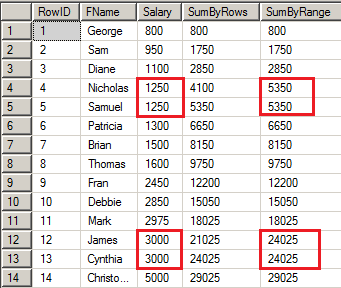 RowID FName Salary SumByRows SumByRange
1 1 George 800 800 800
2 2 Sam 950 1750 1750
3 3 Diane 1100 2850 2850
4 4 Nicholas 1250 4100 5350
5 5 Samuel 1250 5350 5350
6 6 Patricia 1300 6650 6650
7 7 Brian 1500 8150 8150
8 8 Thomas 1600 9750 9750
9 9 Fran 2450 12200 12200
10 10 Debbie 2850 15050 15050
11 11 Mark 2975 18025 18025
12 12 James 3000 21025 24025
13 13 Cynthia 3000 24025 24025
14 14 Christo... 5000 29025 29025